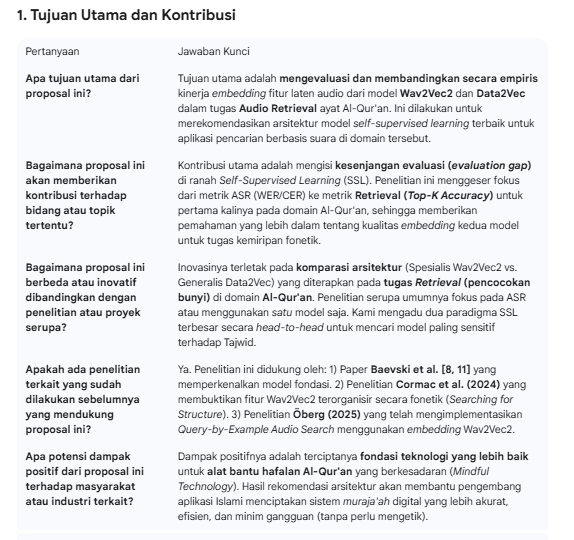 1. Tujuan Utama dan Kontribusi
Pertanyaan
Jawaban Kunci
Apa tujuan utama dari
proposal ini?
Tujuan utama adalah mengevaluasi dan membandingkan secara empiris
kinerja embedding fitur laten audio dari model Wav2Vec2 dan Data2Vec
dalam tugas Audio Retrieval ayat Al-Qur'an. Ini dilakukan untuk
merekomendasikan arsitektur model self-supervised learning terbaik untuk
aplikasi pencarian berbasis suara di domain tersebut.
Bagaimana proposal ini
akan memberikan
kontribusi terhadap
bidang atau topik
tertentu?
Kontribusi utama adalah mengisi kesenjangan evaluasi (evaluation gap)
di ranah Self-Supervised Learning (SSL). Penelitian ini menggeser fokus
dari metrik ASR (WER/CER) ke metrik Retrieval (Top-K Accuracy) untuk
pertama kalinya pada domain Al-Qur'an, sehingga memberikan
pemahaman yang lebih dalam tentang kualitas embedding kedua model
untuk tugas kemiripan fonetik.
Bagaimana proposal ini
berbeda atau inovatif
dibandingkan dengan
penelitian atau proyek
serupa?
Inovasinya terletak pada komparasi arsitektur (Spesialis Wav2Vec2 vs.
Generalis Data2Vec) yang diterapkan pada tugas Retrieval (pencocokan
bunyi) di domain Al-Qur'an. Penelitian serupa umumnya fokus pada ASR
atau menggunakan satu model saja. Kami mengadu dua paradigma SSL
terbesar secara head-to-head untuk mencari model paling sensitif
terhadap Tajwid.
Apakah ada penelitian
terkait yang sudah
dilakukan sebelumnya
yang mendukung
proposal ini?
Ya. Penelitian ini didukung oleh: 1) Paper Baevski et al. [8, 11] yang
memperkenalkan model fondasi. 2) Penelitian Cormac et al. (2024) yang
membuktikan fitur Wav2Vec2 terorganisir secara fonetik (Searching for
Structure). 3) Penelitian Öberg (2025) yang telah mengimplementasikan
Query-by-Example Audio Search menggunakan embedding Wav2Vec2.
Apa potensi dampak
positif dari proposal ini
terhadap masyarakat
atau industri terkait?
Dampak positifnya adalah terciptanya fondasi teknologi yang lebih baik
untuk alat bantu hafalan Al-Qur'an yang berkesadaran (Mindful
Technology). Hasil rekomendasi arsitektur akan membantu pengembang
aplikasi Islami menciptakan sistem muraja'ah digital yang lebih akurat,
efisien, dan minim gangguan (tanpa perlu mengetik).